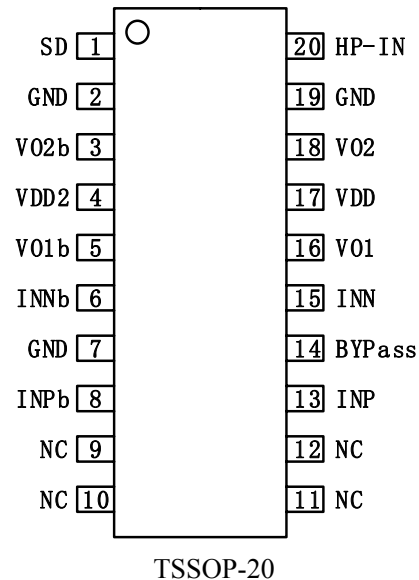 SD 1 20 HP-IN
GND 2 19 GND
VO2b 3 18 VO2
VDD2 4 17 VDD
VO1b 5 16 VO1
INNb 6 15 INN
GND 7 14 BYPass
INPb 8 13 INP
NC 9 12 NC
NC 10 11 NC
TSSOP-20